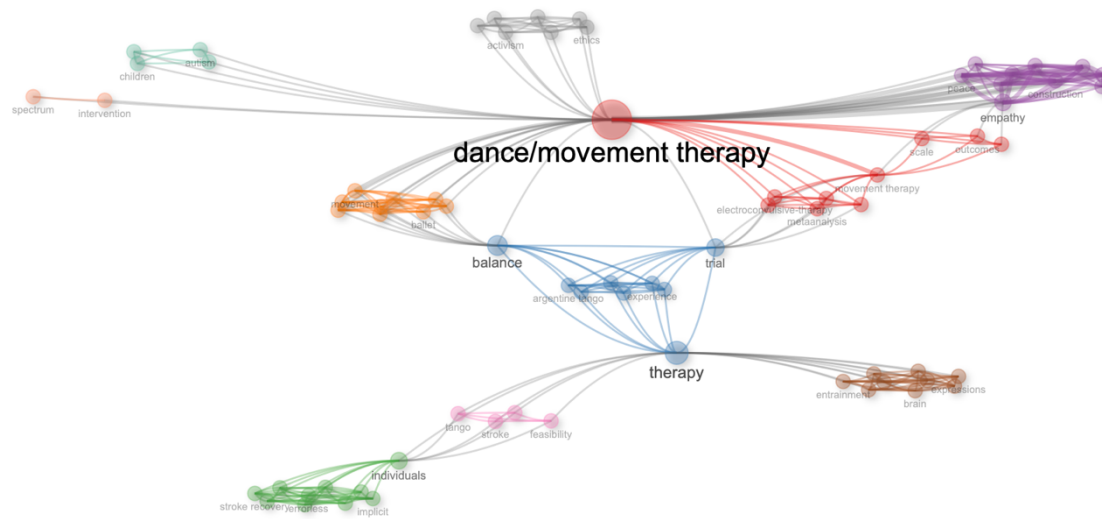 activism
ethics
autism
children
spectrum
intervention
peace
construction
empathy
dance/movement therapy
scale
outcomes
movement therapy
movement
ballet
electroconvulsive-therapy
metaanalysis
balance
trial
argentine tango
experience
therapy
entrainment
brain
expressions
tango
stroke
feasibility
individuals
stroke recovery
errorless
implicit